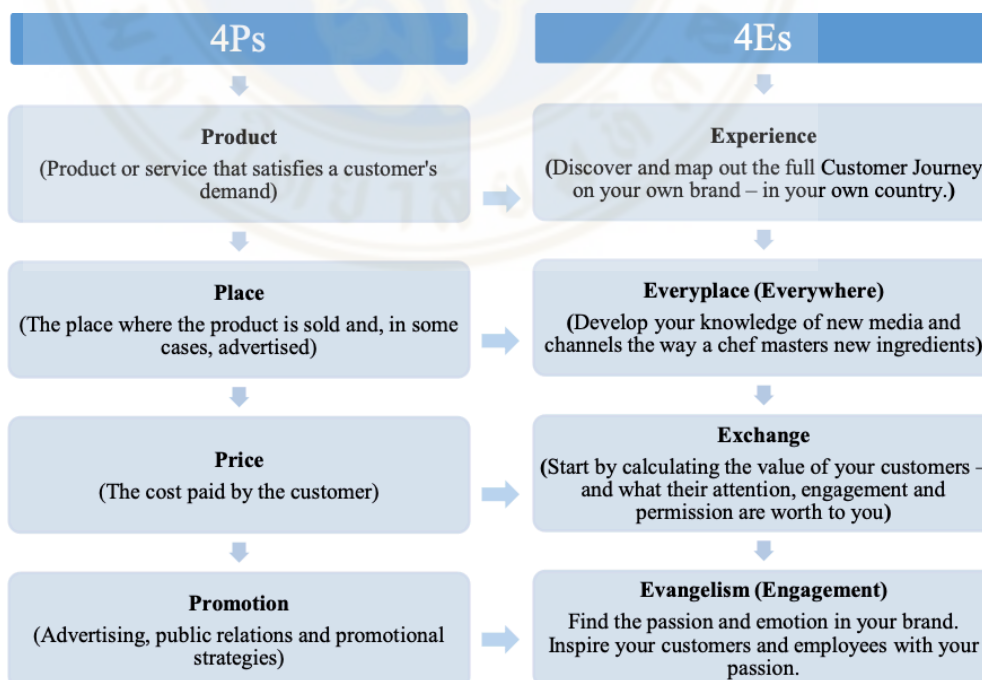 4Ps
4Es
Product
(Product or service that satisfies a customer's
demand)
Experience
(Discover and map out the full Customer Journey
on your own brand – in your own country.)
Place
(The place where the product is sold and, in some
cases, advertised)
Everyplace (Everywhere)
(Develop your knowledge of new media and
channels the way a chef masters new ingredients)
Price
(The cost paid by the customer)
Exchange
(Start by calculating the value of your customers –
and what their attention, engagement and
permission are worth to you)
Promotion
(Advertising, public relations and promotional
strategies)
Evangelism (Engagement)
Find the passion and emotion in your brand.
Inspire your customers and employees with your
passion.